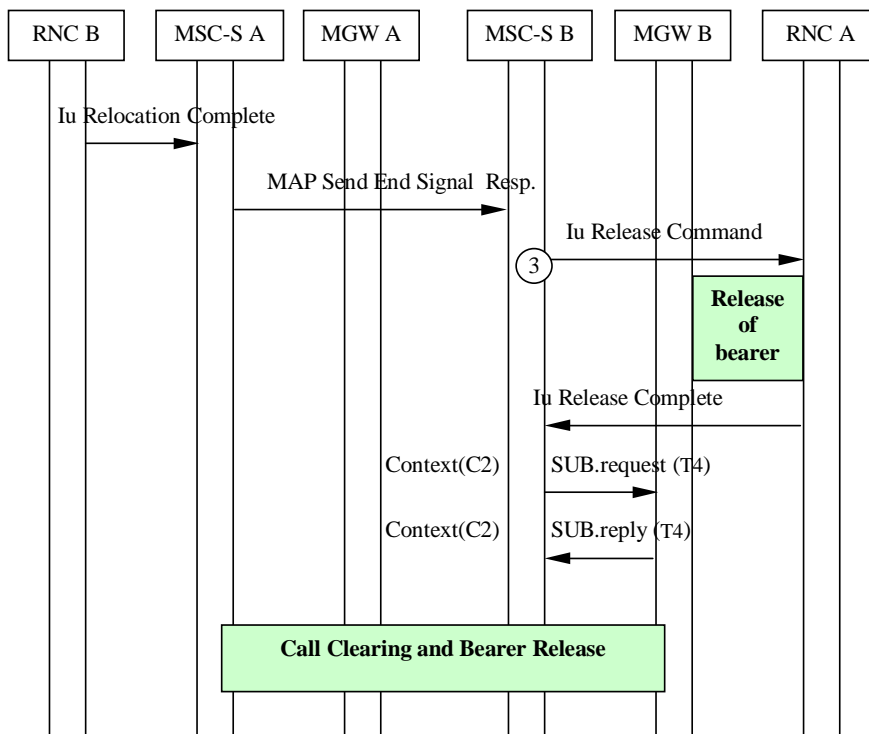 RNC B MSC-S A MGW A MSC-S B MGW B RNC A
Iu Relocation Complete
MAP Send End Signal Resp.
Iu Release Command
3
Release
of
bearer
Iu Release Complete
Context(C2) SUB.request (T4)
Context(C2) SUB.reply (T4)
Call Clearing and Bearer Release